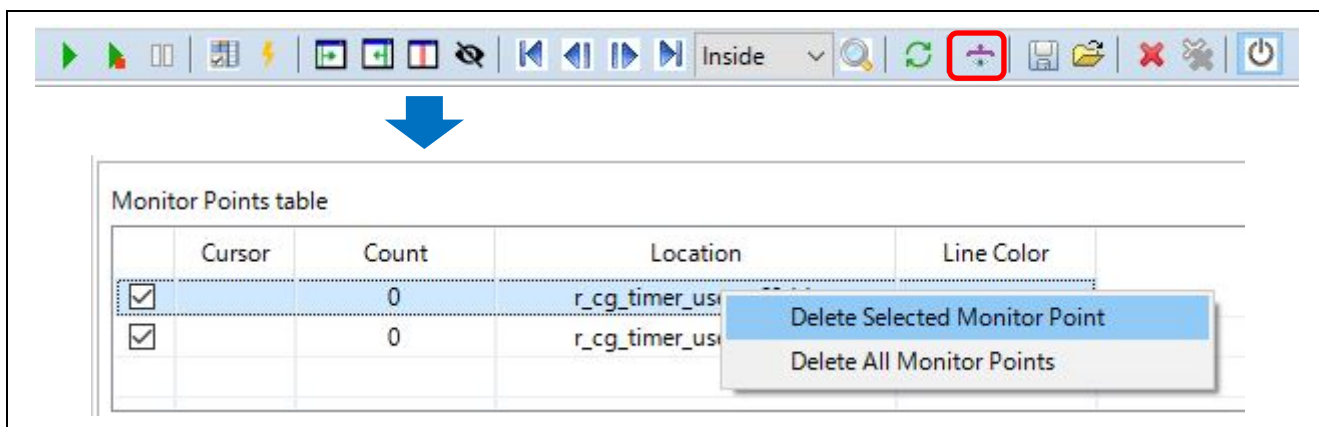 Inside
Monitor Points table
Cursor Count Location Line Color
0 r_cg_timer_use
Delete Selected Monitor Point
0 r_cg_timer_use
Delete All Monitor Points